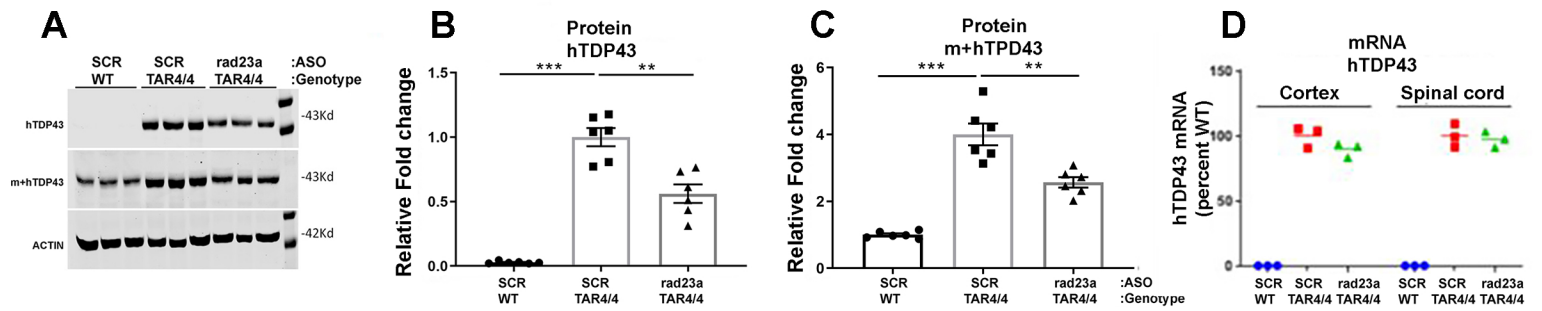 A
SCR
WT
SCR
TAR4/4
rad23a
TAR4/4
:ASO
:Genotype
hTDP43
-43Kd
m+hTDP43
-43Kd
ACTIN
-42Kd
B
Protein
hTDP43
Relative Fold change
1.5
1.0
0.5
0.0
***
**
SCR
WT
SCR
TAR4/4
rad23a
TAR4/4
C
Protein
m+hTPD43
Relative Fold change
6
4
2
0
***
**
SCR
WT
SCR
TAR4/4
rad23a
TAR4/4
:ASO
:Genotype
D
mRNA
hTDP43
hTDP43 mRNA
(percent WT)
150
100
50
0
Cortex
Spinal cord
SCR
WT
SCR
TAR4/4
rad23a
TAR4/4
SCR
WT
SCR
TAR4/4
rad23a
TAR4/4